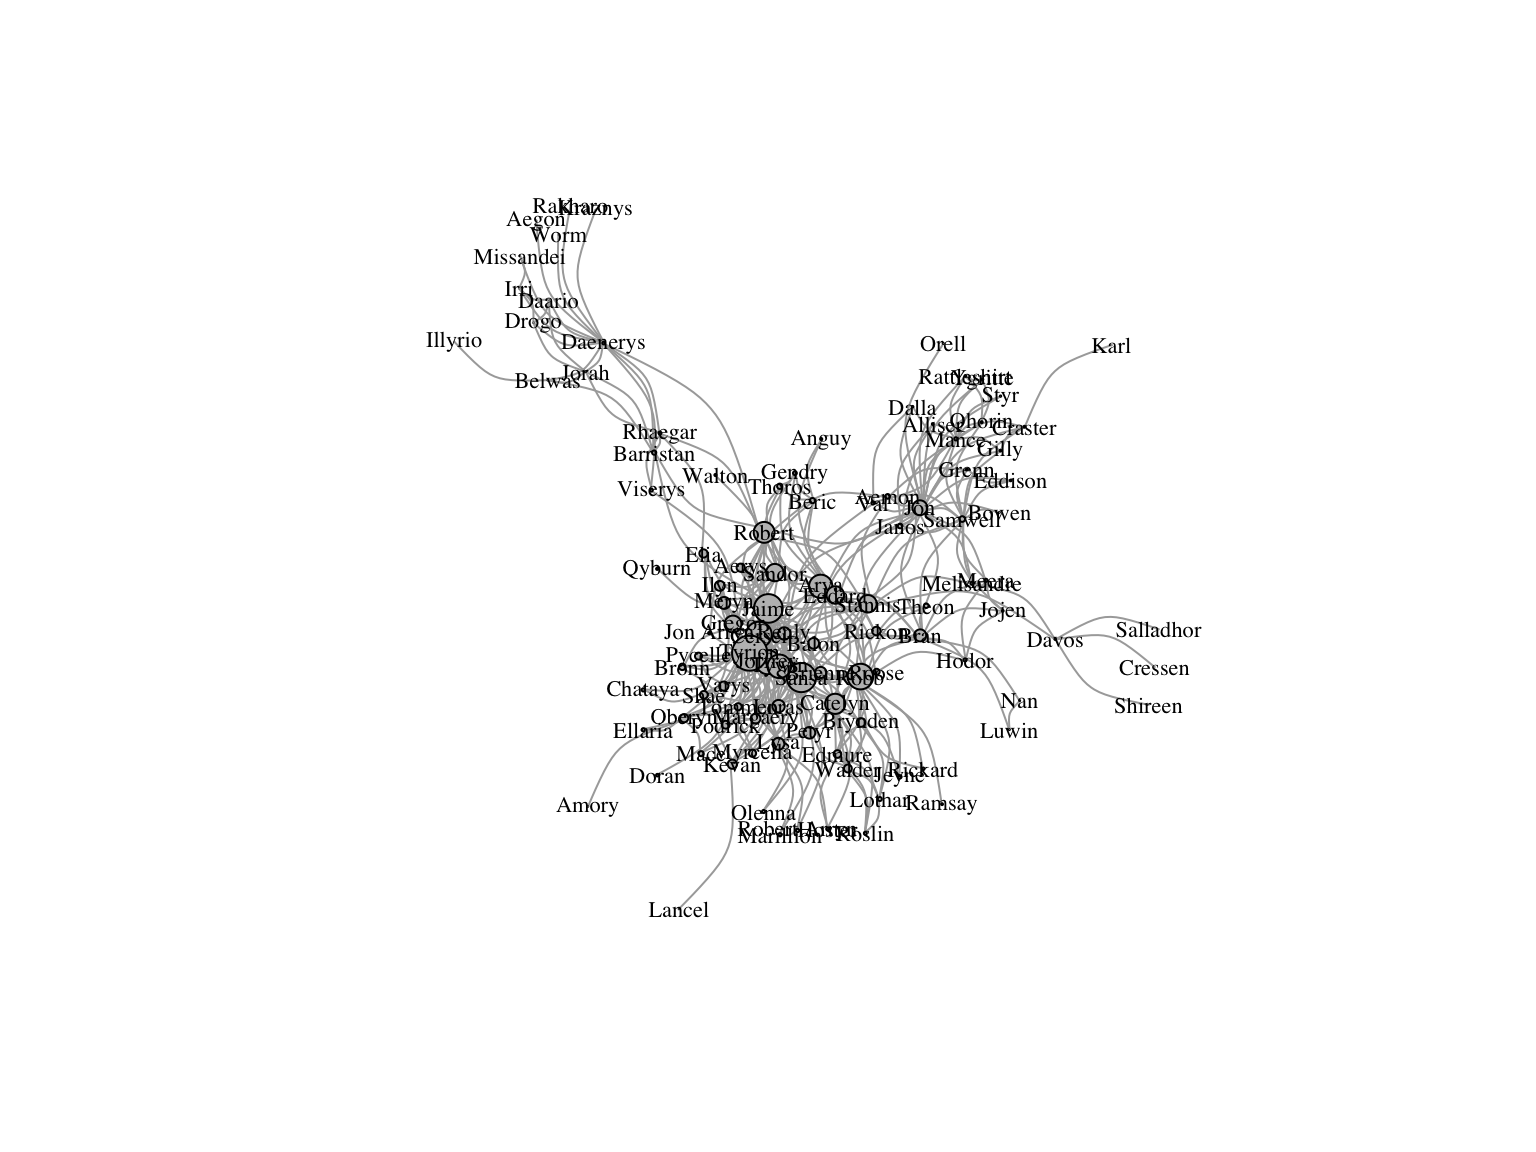 Rakharo
Kraznys
Aegon
Worm
Missandei
Irri
Daario
Drogo
Illyrio
Daenerys
Orell
Karl
Jorah
Belwas
Rattleshirt
Ygritte
Styr
Dalla
Qhorin
Alliser
Craster
Rhaegar
Anguy
Mance
Gilly
Barristan
Grenn
Gendry
Walton
Eddison
Thoros
Viserys
Aemon
Beric
Val
Jon
Bowen
Samwell
Janos
Robert
Elia
Aerys
Qyburn
Sandor
Meera
Melisandre
Arya
Ilyn
Eddard
Meryn
Stannis
Theon
Jaime
Jojen
Gregor
Salladhor
Jon Arryn
Renly
Rickon
Cersei
Bran
Davos
Balon
Tyrion
Pycelle
Joffrey
Tywin
Hodor
Bronn
Cressen
Brienne
Sansa
Robb
Varys
Chataya
Shae
Nan
Catelyn
Shireen
Tommen
Loras
Oberyn
Margaery
Brynden
Podrick
Ellaria
Petyr
Luwin
Lysa
Myrcella
Mace
Edmure
Kevan
Walder
Rickard
Jeyne
Doran
Lothar
Ramsay
Amory
Olenna
Marillion
Roslin
Lancel